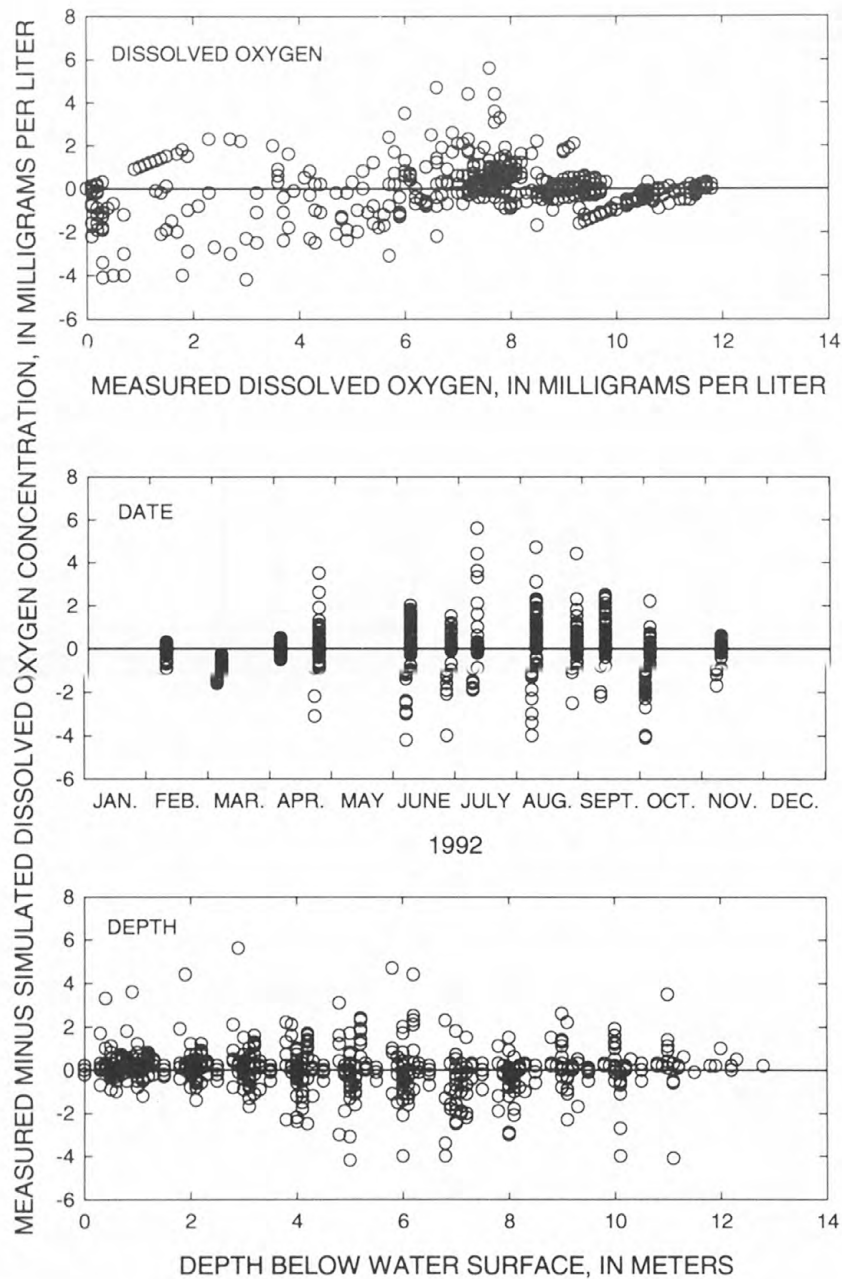 MEASURED MINUS SIMULATED DISSOLVED OXYGEN CONCENTRATION, IN MILLIGRAMS PER LITER
8
DISSOLVED OXYGEN
6
4
2
0
-2
-4
-6
0 2 4 6 8 10 12 14
MEASURED DISSOLVED OXYGEN, IN MILLIGRAMS PER LITER
8
DATE
6
4
2
0
-2
-4
-6
JAN. FEB. MAR. APR. MAY JUNE JULY AUG. SEPT. OCT. NOV. DEC.
1992
8
DEPTH
6
4
2
0
-2
-4
-6
0 2 4 6 8 10 12 14
DEPTH BELOW WATER SURFACE, IN METERS